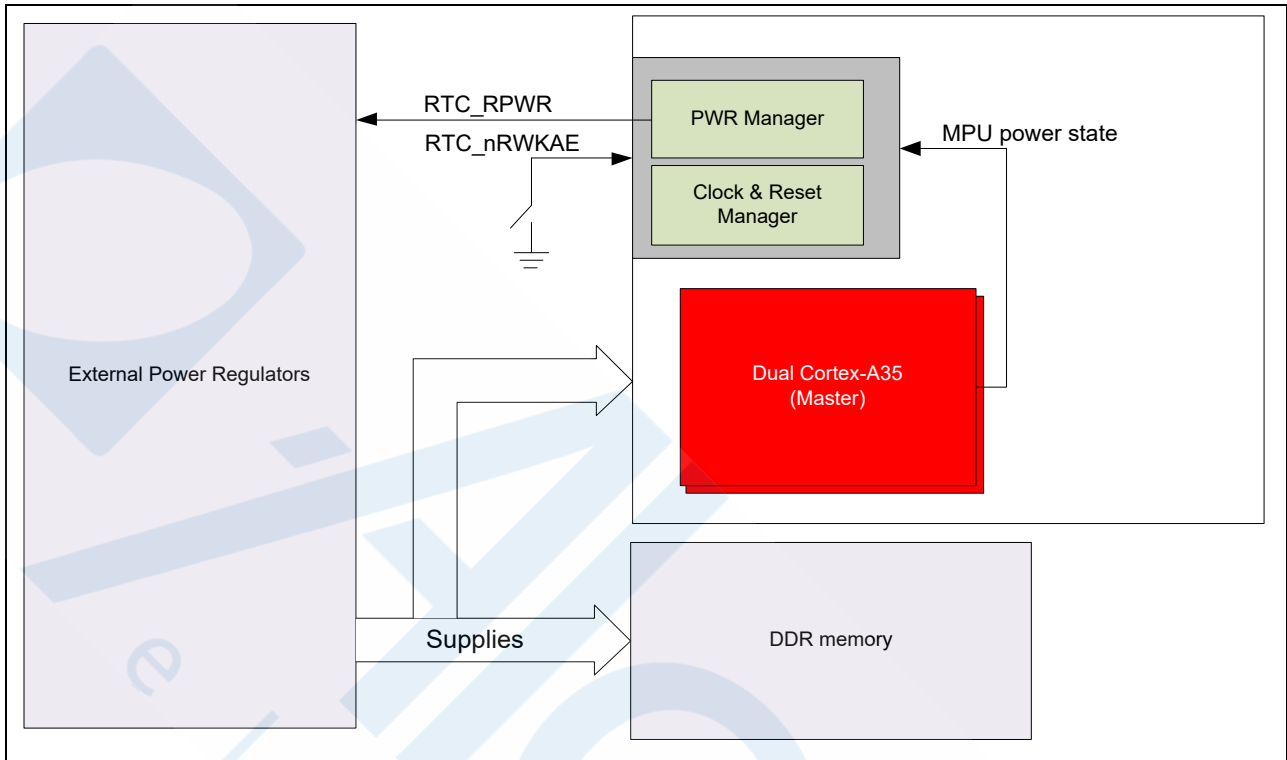 RTC_RPWR
RTC_nRWKAE
PWR Manager
Clock & Reset
Manager
MPU power state
External Power Regulators
Dual Cortex-A35
(Master)
Supplies
DDR memory